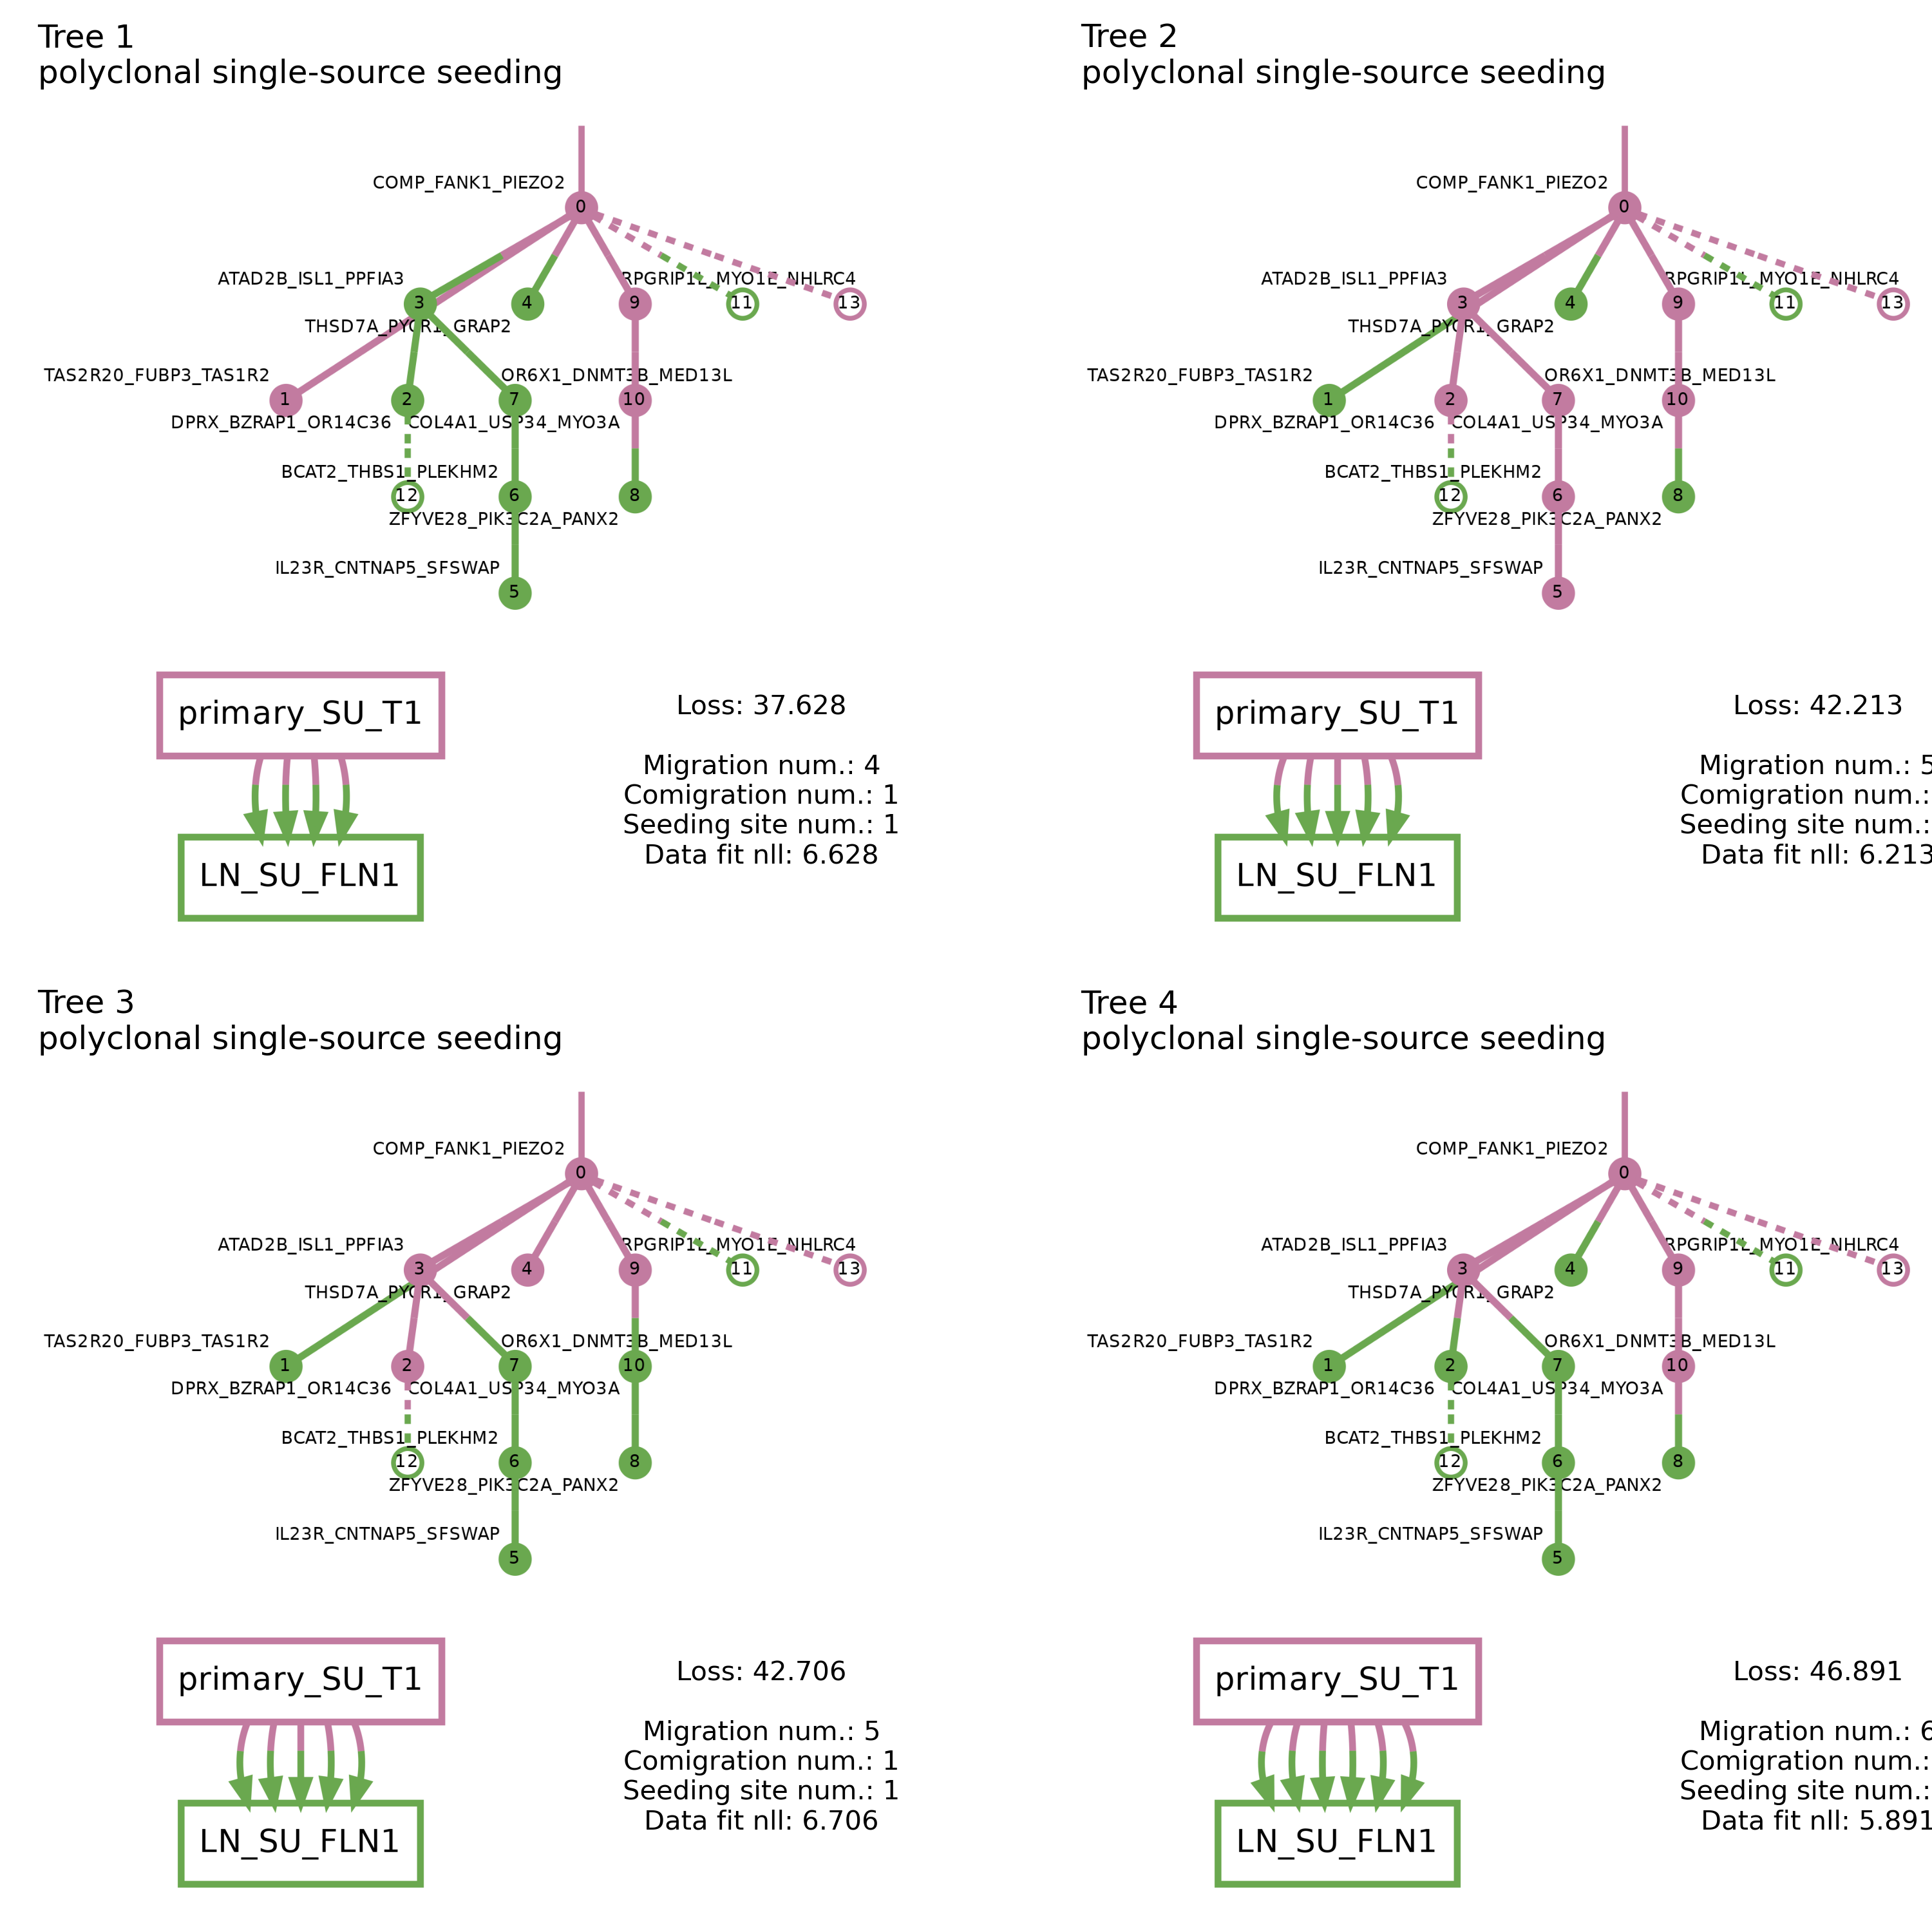 Tree 1
polyclonal single-source seeding
COMP_FANK1_PIEZO2
0
ATAD2B_ISL1_PPFIA3
RPGRIP1L_MYO1E_NHLRC4
3
4
9
11
13
THSD7A_PYCR1_GRAP2
TAS2R20_FUBP3_TAS1R2
OR6X1_DNMT3B_MED13L
1
2
7
10
DPRX_BZRAP1_OR14C36
COL4A1_USP34_MYO3A
BCAT2_THBS1_PLEKHM2
12
6
8
ZFYVE28_PIK3C2A_PANX2
IL23R_CNTNAP5_SFSWAP
5
primary_SU_T1
LN_SU_FLN1
Loss: 37.628
Migration num.: 4
Comigration num.: 1
Seeding site num.: 1
Data fit nll: 6.628
Tree 2
polyclonal single-source seeding
COMP_FANK1_PIEZO2
0
ATAD2B_ISL1_PPFIA3
RPGRIP1L_MYO1E_NHLRC4
3
4
9
11
13
THSD7A_PYCR1_GRAP2
TAS2R20_FUBP3_TAS1R2
OR6X1_DNMT3B_MED13L
1
2
7
10
DPRX_BZRAP1_OR14C36
COL4A1_USP34_MYO3A
BCAT2_THBS1_PLEKHM2
12
6
8
ZFYVE28_PIK3C2A_PANX2
IL23R_CNTNAP5_SFSWAP
5
primary_SU_T1
LN_SU_FLN1
Loss: 42.213
Migration num.: 5
Comigration num.:
Seeding site num.:
Data fit nll: 6.213
Tree 3
polyclonal single-source seeding
COMP_FANK1_PIEZO2
0
ATAD2B_ISL1_PPFIA3
RPGRIP1L_MYO1E_NHLRC4
3
4
9
11
13
THSD7A_PYCR1_GRAP2
TAS2R20_FUBP3_TAS1R2
OR6X1_DNMT3B_MED13L
1
2
7
10
DPRX_BZRAP1_OR14C36
COL4A1_USP34_MYO3A
BCAT2_THBS1_PLEKHM2
12
6
8
ZFYVE28_PIK3C2A_PANX2
IL23R_CNTNAP5_SFSWAP
5
primary_SU_T1
LN_SU_FLN1
Loss: 42.706
Migration num.: 5
Comigration num.: 1
Seeding site num.: 1
Data fit nll: 6.706
Tree 4
polyclonal single-source seeding
COMP_FANK1_PIEZO2
0
ATAD2B_ISL1_PPFIA3
RPGRIP1L_MYO1E_NHLRC4
3
4
9
11
13
THSD7A_PYCR1_GRAP2
TAS2R20_FUBP3_TAS1R2
OR6X1_DNMT3B_MED13L
1
2
7
10
DPRX_BZRAP1_OR14C36
COL4A1_USP34_MYO3A
BCAT2_THBS1_PLEKHM2
12
6
8
ZFYVE28_PIK3C2A_PANX2
IL23R_CNTNAP5_SFSWAP
5
primary_SU_T1
LN_SU_FLN1
Loss: 46.891
Migration num.: 6
Comigration num.:
Seeding site num.:
Data fit nll: 5.891